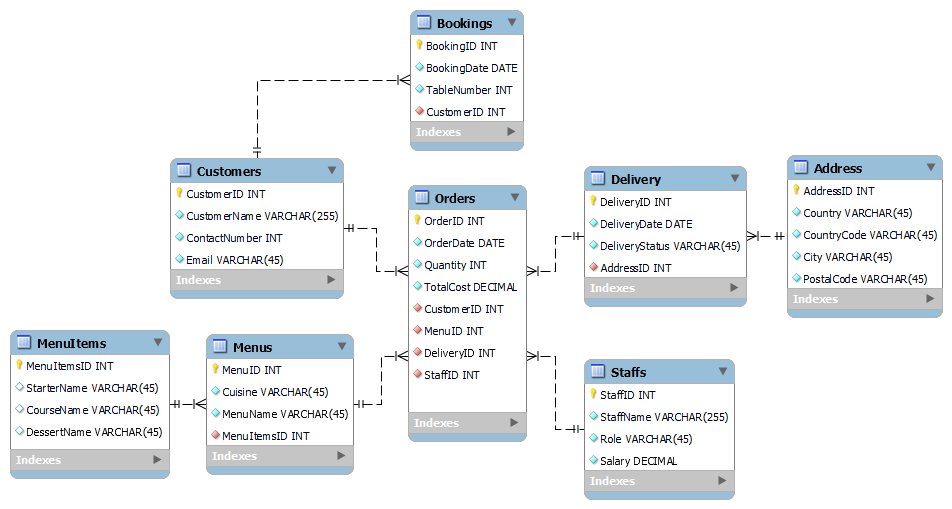 Bookings
BookingID INT
BookingDate DATE
TableNumber INT
CustomerID INT
Indexes
Customers
CustomerID INT
CustomerName VARCHAR(255)
ContactNumber INT
Email VARCHAR(45)
Indexes
Orders
OrderID INT
OrderDate DATE
Quantity INT
TotalCost DECIMAL
CustomerID INT
MenuID INT
DeliveryID INT
StaffID INT
Indexes
Delivery
DeliveryID INT
DeliveryDate DATE
DeliveryStatus VARCHAR(45)
AddressID INT
Indexes
Address
AddressID INT
Country VARCHAR(45)
CountryCode VARCHAR(45)
City VARCHAR(45)
PostalCode VARCHAR(45)
Indexes
MenuItems
MenuItemsID INT
StarterName VARCHAR(45)
CourseName VARCHAR(45)
DessertName VARCHAR(45)
Indexes
Menus
MenuID INT
Cuisine VARCHAR(45)
MenuName VARCHAR(45)
MenuItemsID INT
Indexes
Staffs
StaffID INT
StaffName VARCHAR(255)
Role VARCHAR(45)
Salary DECIMAL
Indexes